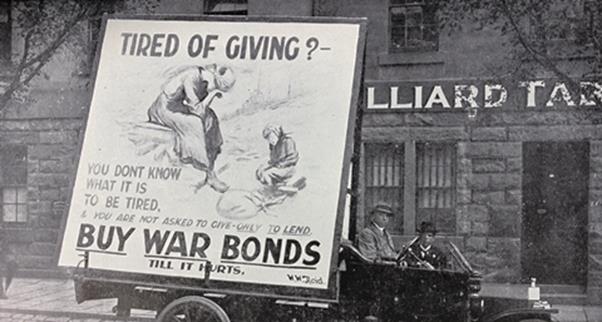 TIRED OF GIVING?-
YOU DONT KNOW
WHAT IT IS
TO BE TIRED,
& YOU ARE NOT ASKED TO GIVE-ONLY TO LEND.
BUY WAR BONDS
TILL IT HURTS.
LLIARD TAB